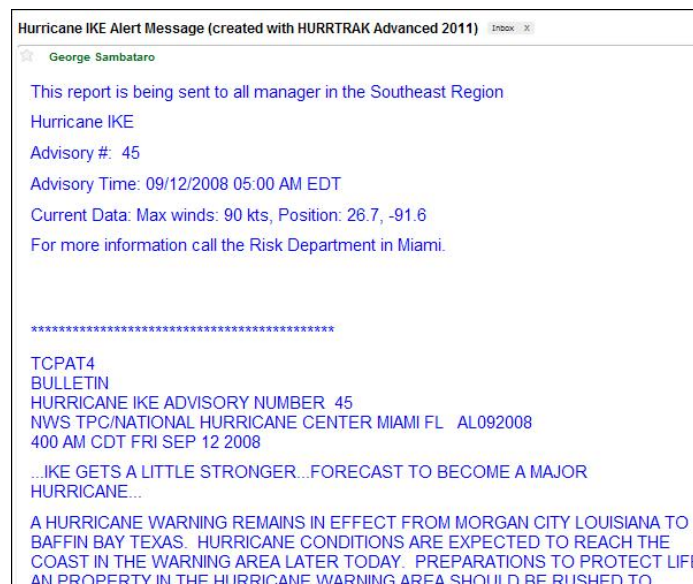 Hurricane IKE Alert Message (created with HURRTRAK Advanced 2011) Inbox X
George Sambataro
This report is being sent to all manager in the Southeast Region
Hurricane IKE
Advisory #: 45
Advisory Time: 09/12/2008 05:00 AM EDT
Current Data: Max winds: 90 kts, Position: 26.7, -91.6
For more information call the Risk Department in Miami.
********************************************
TCPAT4
BULLETIN
HURRICANE IKE ADVISORY NUMBER 45
NWS TPC/NATIONAL HURRICANE CENTER MIAMI FL AL092008
400 AM CDT FRI SEP 12 2008
...IKE GETS A LITTLE STRONGER...FORECAST TO BECOME A MAJOR
HURRICANE...
A HURRICANE WARNING REMAINS IN EFFECT FROM MORGAN CITY LOUISIANA TO
BAFFIN BAY TEXAS. HURRICANE CONDITIONS ARE EXPECTED TO REACH THE
COAST IN THE WARNING AREA LATER TODAY. PREPARATIONS TO PROTECT LIFE
AN PROPERTY IN THE HURRICANE WARNING AREA SHOULD BE RUSHED TO